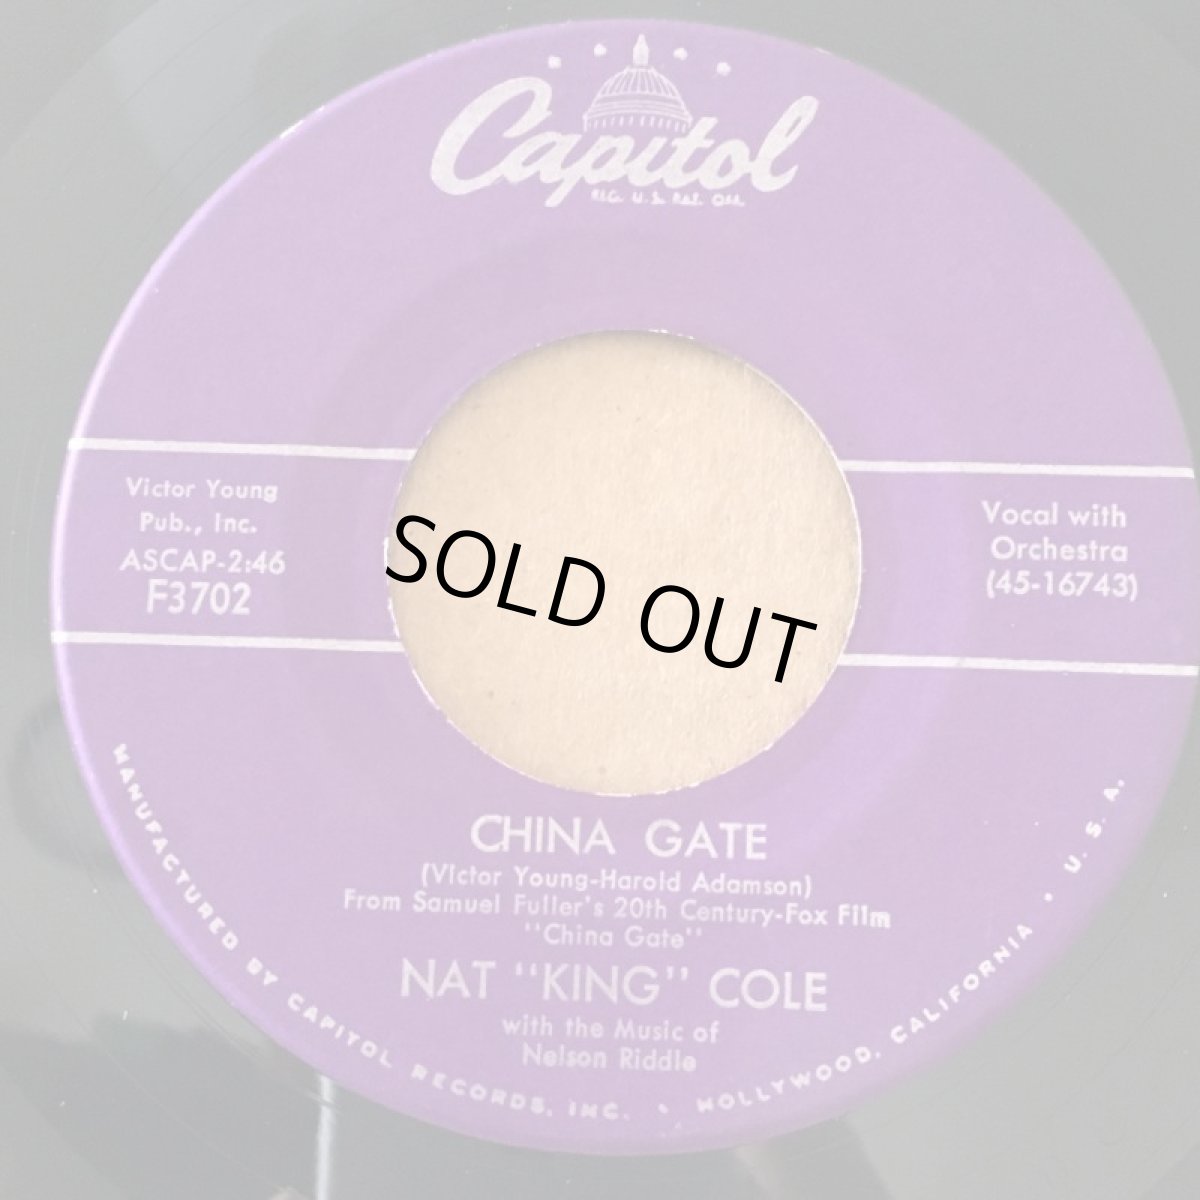 Capitol
REG. U.S. PAT. OFF.
Victor Young
Pub., Inc.
ASCAP-2:46
F3702
Vocal with
Orchestra
(45-16743)
SOLD OUT
CHINA GATE
(Victor Young-Harold Adamson)
From Samuel Fuller's 20th Century-Fox Film
"China Gate"
NAT "KING" COLE
with the Music of
Nelson Riddle
MANUFACTURED BY CAPITOL RECORDS, INC. • HOLLYWOOD, CALIFORNIA • U. S. A.